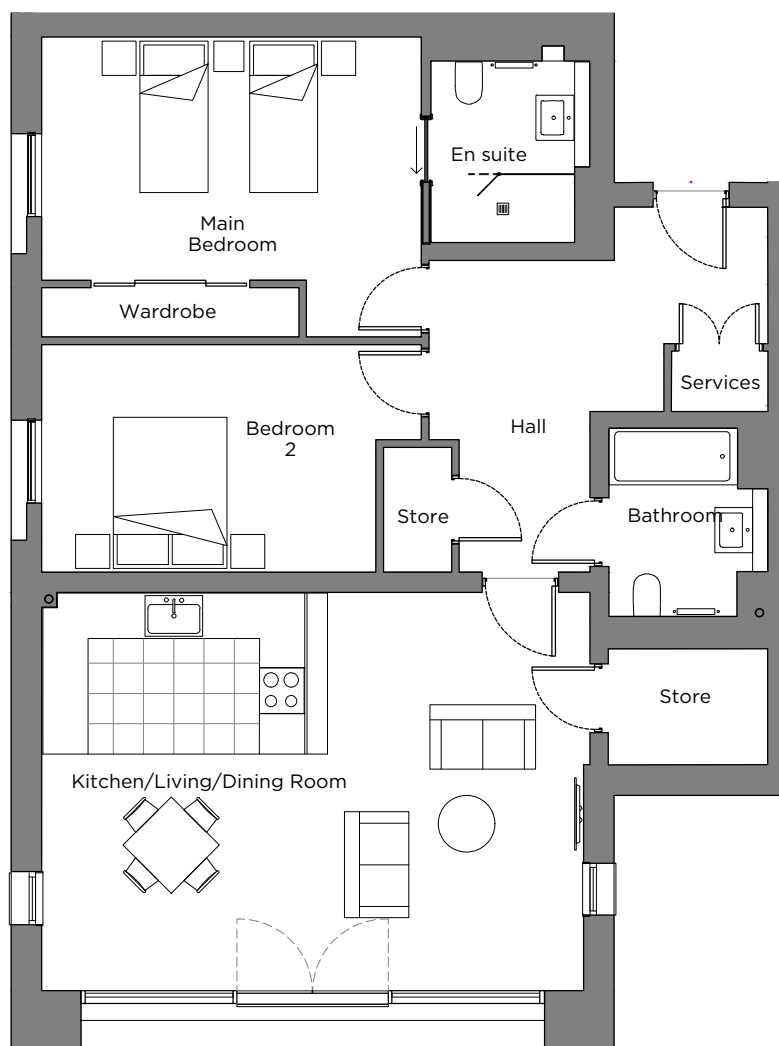 En suite
Main
Bedroom
Wardrobe
Services
Bedroom
2
Hall
Store
Bathroom
Store
Kitchen/Living/Dining Room